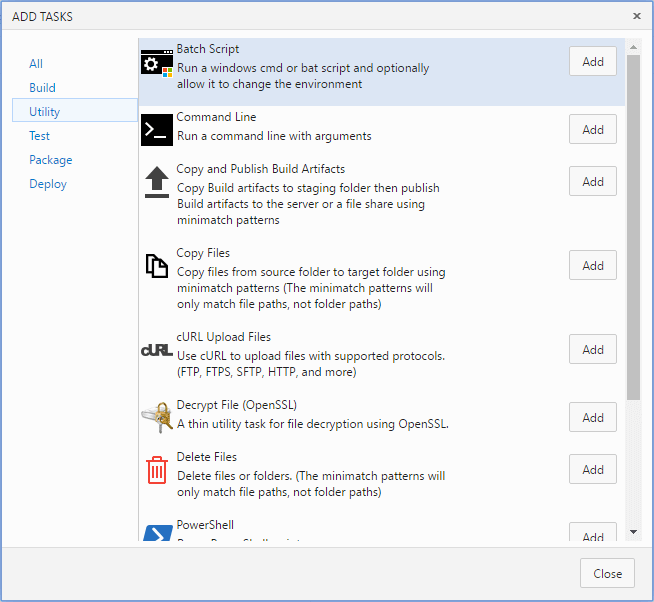 ADD TASKS
All
Build
Utility
Test
Package
Deploy
Batch Script
Run a windows cmd or bat script and optionally
allow it to change the environment
Add
Command Line
Run a command line with arguments
Add
Copy and Publish Build Artifacts
Copy Build artifacts to staging folder then publish
Build artifacts to the server or a file share using
minimatch patterns
Add
Copy Files
Copy files from source folder to target folder using
minimatch patterns (The minimatch patterns will
only match file paths, not folder paths)
Add
cURL
cURL Upload Files
Use cURL to upload files with supported protocols.
(FTP, FTPS, SFTP, HTTP, and more)
Add
Decrypt File (OpenSSL)
A thin utility task for file decryption using OpenSSL.
Add
Delete Files
Delete files or folders. (The minimatch patterns will
only match file paths, not folder paths)
Add
PowerShell
Add
Close